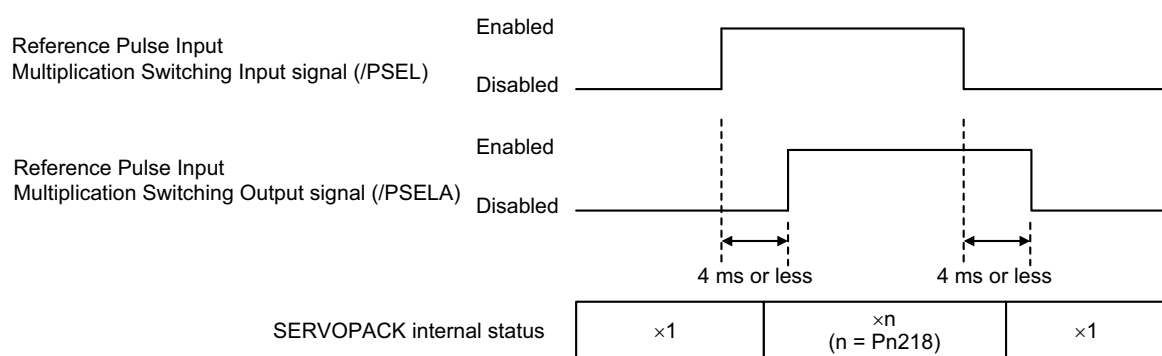 Reference Pulse Input
Multiplication Switching Input signal (/PSEL)
Enabled
Disabled
Reference Pulse Input
Multiplication Switching Output signal (/PSELA)
Enabled
Disabled
4 ms or less
4 ms or less
SERVOPACK internal status
×1
×n
(n = Pn218)
×1